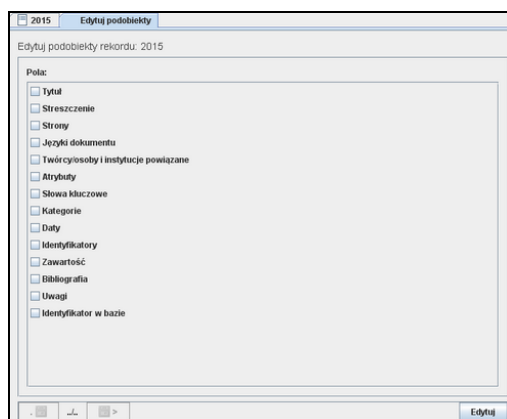 2015 Edytuj podobiekty
Edytuj podobiekty rekordu: 2015
Pola:
Tytuł
Streszczenie
Strony
Języki dokumentu
Twórcy/osoby i instytucje powiązane
Atrybuty
Słowa kluczowe
Kategorie
Daty
Identyfikatory
Zawartość
Bibliografia
Uwagi
Identyfikator w bazie
../.. > Edytuj